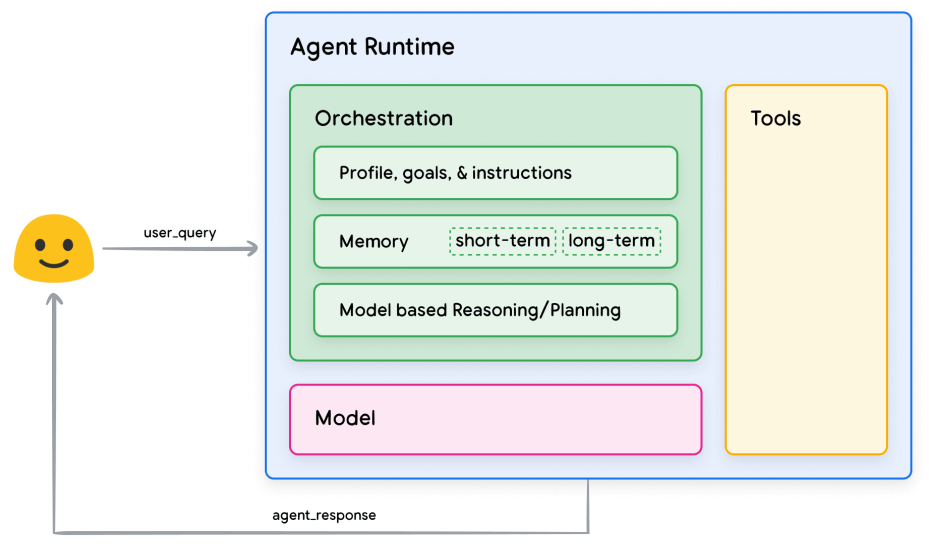 Agent Runtime
Orchestration
Tools
Profile, goals, & instructions
user_query
Memory short-term long-term
Model based Reasoning/Planning
Model
agent_response